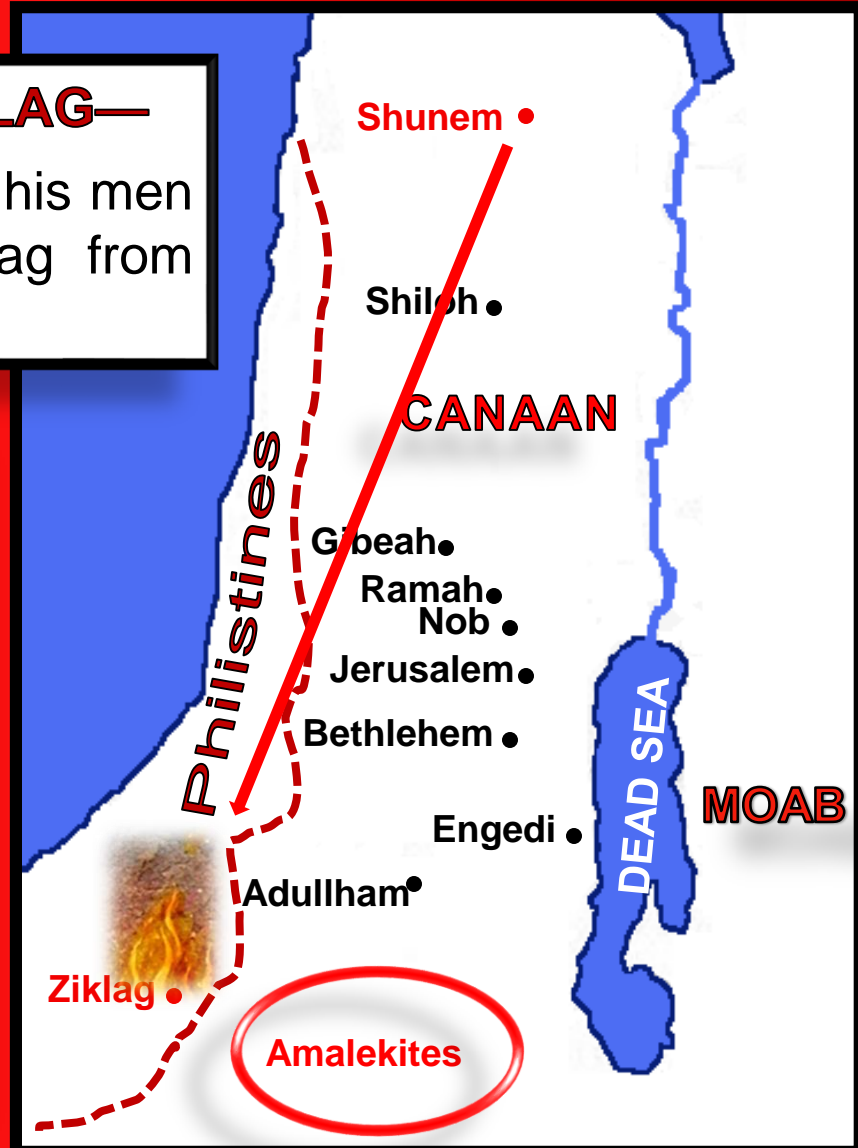 LAG—
his men
ag from
Shunem
Shiloh
CANAAN
Philistines
Gibeah
Ramah
Nob
Jerusalem
Bethlehem
DEAD SEA
MOAB
Engedi
Adullham
Ziklag
Amalekites